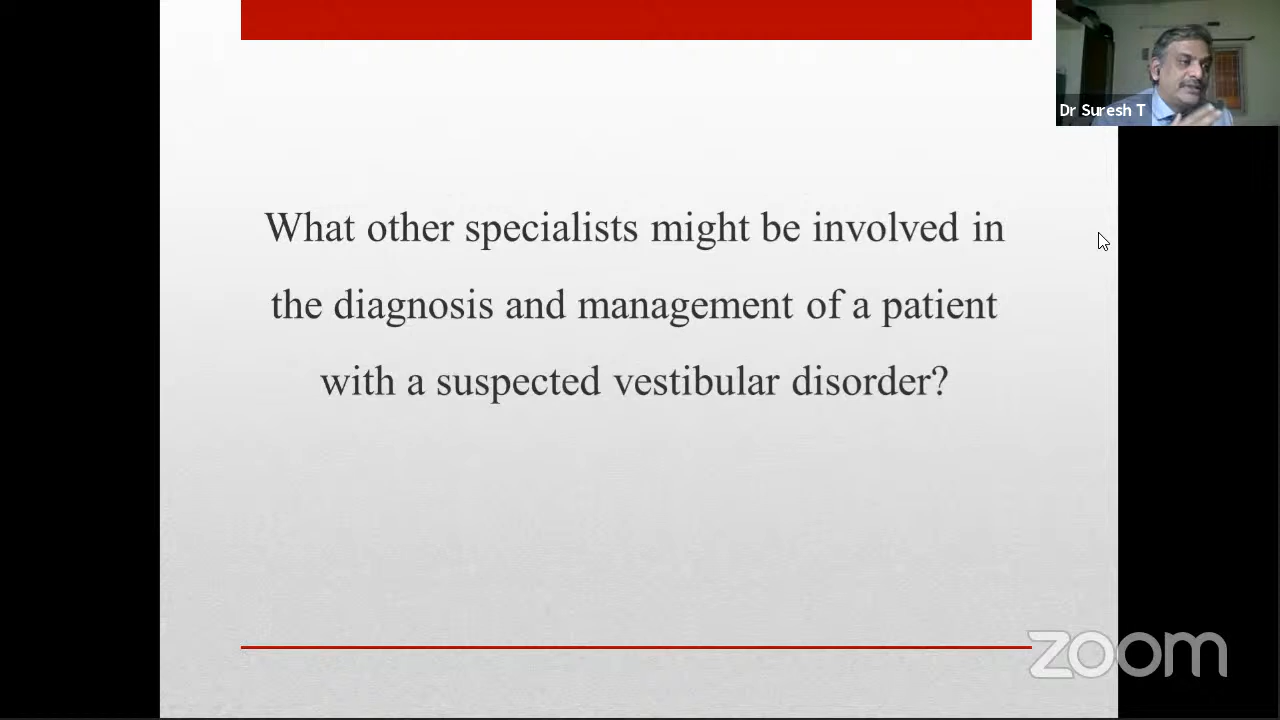 Dr Suresh T
What other specialists might be involved in
the diagnosis and management of a patient
with a suspected vestibular disorder?
zoom